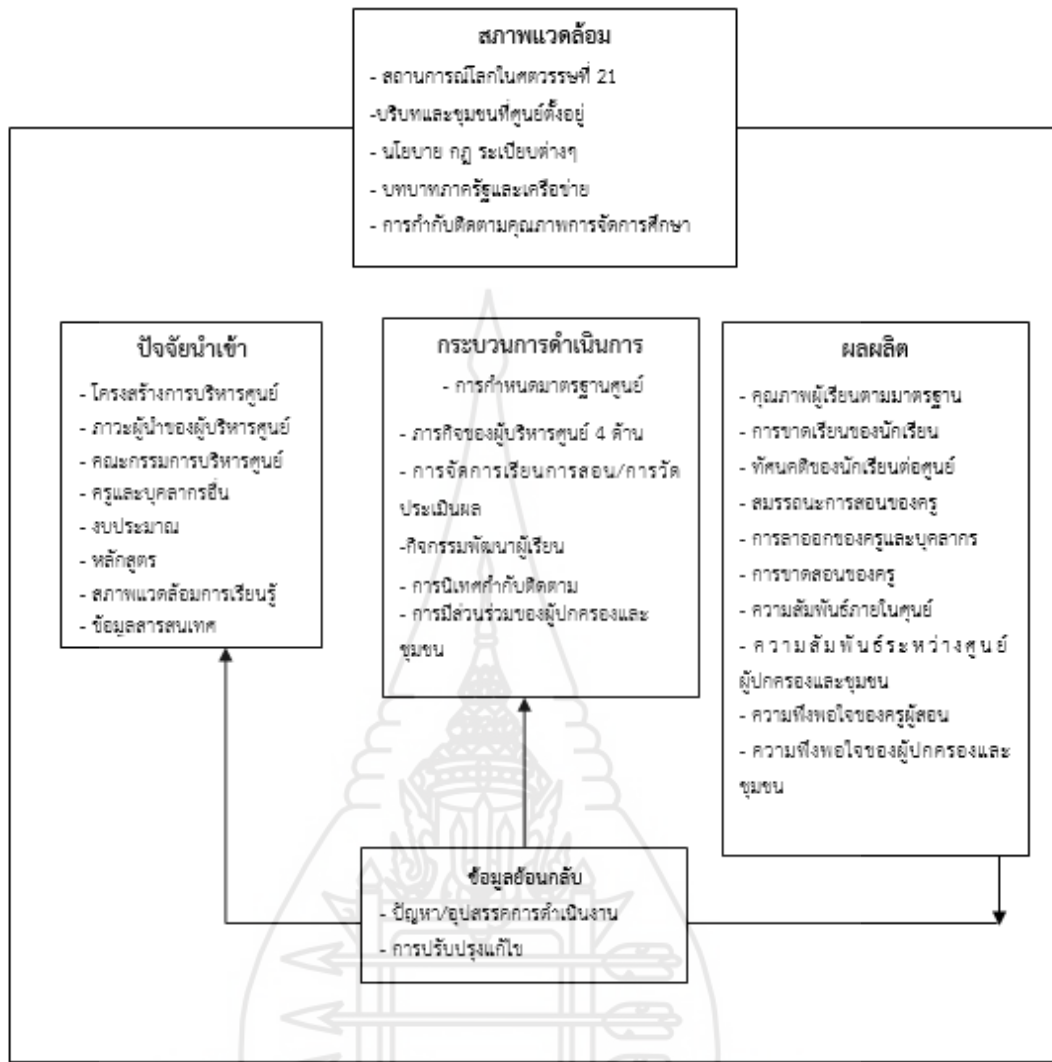 สภาพแวดล้อม
- สถานการณ์โลกในศตวรรษที่ 21
-บริบทและชุมชนที่ศูนย์ตั้งอยู่
- นโยบาย กฎ ระเบียบต่างๆ
- บทบาทภาครัฐและเครือข่าย
- การกำกับติดตามคุณภาพการจัดการศึกษา
ปัจจัยนำเข้า
- โครงสร้างการบริหารศูนย์
- ภาวะผู้นำของผู้บริหารศูนย์
- คณะกรรมการบริหารศูนย์
- ครูและบุคลากรอื่น
- งบประมาณ
- หลักสูตร
- สภาพแวดล้อมการเรียนรู้
- ข้อมูลสารสนเทศ
กระบวนการดำเนินการ
- การกำหนดมาตรฐานศูนย์
- ภารกิจของผู้บริหารศูนย์ 4 ด้าน
- การจัดการเรียนการสอน/การวัด
ประเมินผล
-กิจกรรมพัฒนาผู้เรียน
- การนิเทศกำกับติดตาม
- การมีส่วนร่วมของผู้ปกครองและ
ชุมชน
ผลผลิต
- คุณภาพผู้เรียนตามมาตรฐาน
- การขาดเรียนของนักเรียน
- ทัศนคติของนักเรียนต่อศูนย์
- สมรรถนะการสอนของครู
- การลาออกของครูและบุคลากร
- การขาดสอนของครู
- ความสัมพันธ์ภายในศูนย์
- ความสัมพันธ์ระหว่างศูนย์
ผู้ปกครองและชุมชน
- ความพึงพอใจของครูผู้สอน
- ความพึงพอใจของผู้ปกครองและ
ชุมชน
ข้อมูลย้อนกลับ
- ปัญหา/อุปสรรคการดำเนินงาน
- การปรับปรุงแก้ไข